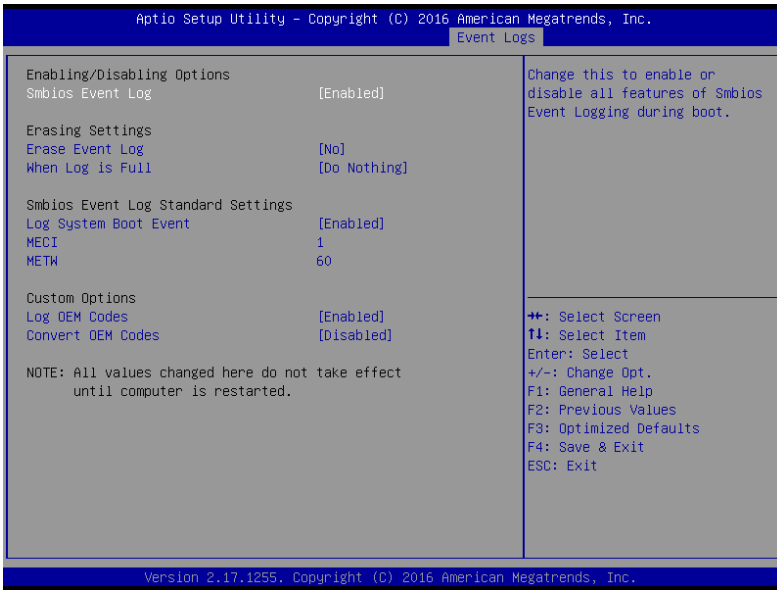 Aptio Setup Utility – Copyright (C) 2016 American Megatrends, Inc.
Event Logs
Enabling/Disabling Options
Smbios Event Log [Enabled]
Erasing Settings
Erase Event Log [No]
When Log is Full [Do Nothing]
Smbios Event Log Standard Settings
Log System Boot Event [Enabled]
MECI 1
METW 60
Custom Options
Log OEM Codes [Enabled]
Convert OEM Codes [Disabled]
NOTE: All values changed here do not take effect
until computer is restarted.
Change this to enable or
disable all features of Smbios
Event Logging during boot.
→←: Select Screen
↑↓: Select Item
Enter: Select
+/-: Change Opt.
F1: General Help
F2: Previous Values
F3: Optimized Defaults
F4: Save & Exit
ESC: Exit
Version 2.17.1255. Copyright (C) 2016 American Megatrends, Inc.